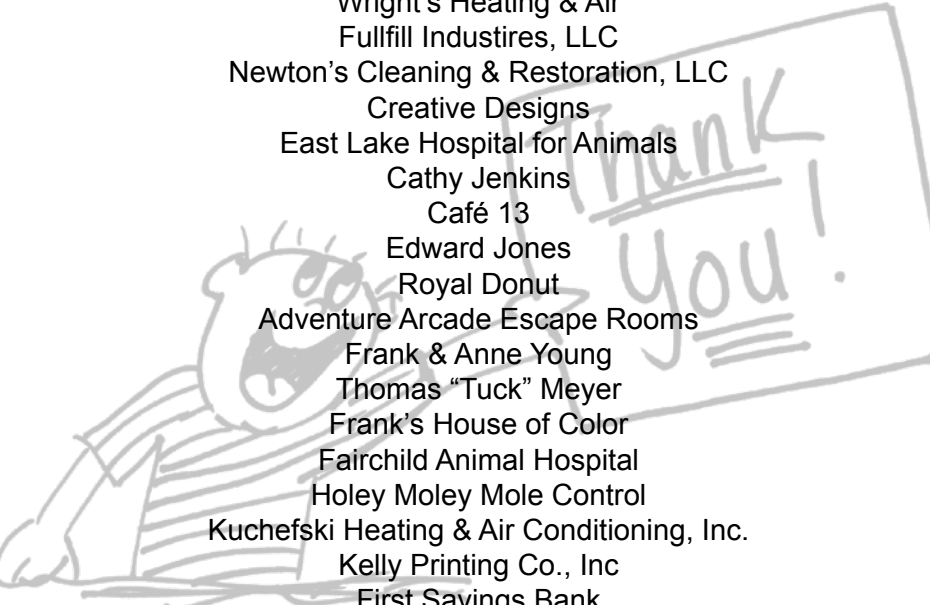 Wright's Heating & Air
Fullfill Industires, LLC
Newton’s Cleaning & Restoration, LLC
Creative Designs
East Lake Hospital for Animals
Cathy Jenkins
Café 13
Edward Jones
Royal Donut
Adventure Arcade Escape Rooms
Frank & Anne Young
Thomas “Tuck” Meyer
Frank’s House of Color
Fairchild Animal Hospital
Holey Moley Mole Control
Kuchefski Heating & Air Conditioning, Inc.
Kelly Printing Co., Inc
First Savings Bank
Thank
You!